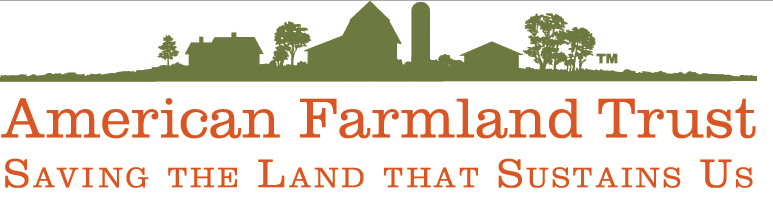 TM
American Farmland Trust
Saving the Land that Sustains Us